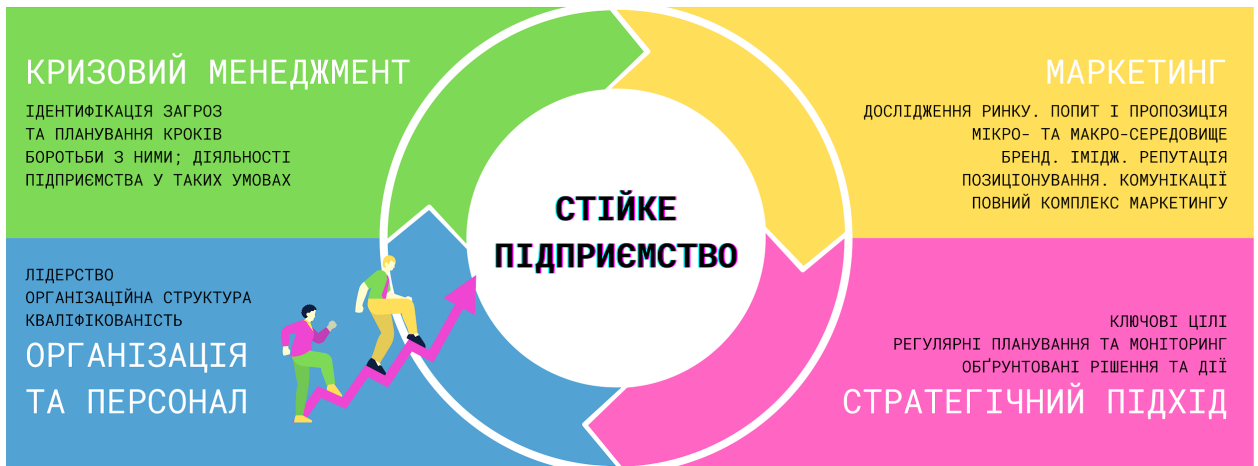 КРИЗОВИЙ МЕНЕДЖМЕНТ
ІДЕНТИФІКАЦІЯ ЗАГРОЗ
ТА ПЛАНУВАННЯ КРОКІВ
БОРОТЬБИ З НИМИ; ДІЯЛЬНОСТІ
ПІДПРИЄМСТВА У ТАКИХ УМОВАХ
МАРКЕТИНГ
ДОСЛІДЖЕННЯ РИНКУ. ПОПИТ І ПРОПОЗИЦІЯ
МІКРО- ТА МАКРО-СЕРЕДОВИЩЕ
БРЕНД. ІМІДЖ. РЕПУТАЦІЯ
ПОЗИЦІОНУВАННЯ. КОМУНІКАЦІЇ
ПОВНИЙ КОМПЛЕКС МАРКЕТИНГУ
СТІЙКЕ
ПІДПРИЄМСТВО
ЛІДЕРСТВО
ОРГАНІЗАЦІЙНА СТРУКТУРА
КВАЛІФІКОВАНІСТЬ
ОРГАНІЗАЦІЯ
ТА ПЕРСОНАЛ
КЛЮЧОВІ ЦІЛІ
РЕГУЛЯРНІ ПЛАНУВАННЯ ТА МОНІТОРИНГ
ОБҐРУНТОВАНІ РІШЕННЯ ТА ДІЇ
СТРАТЕГІЧНИЙ ПІДХІД